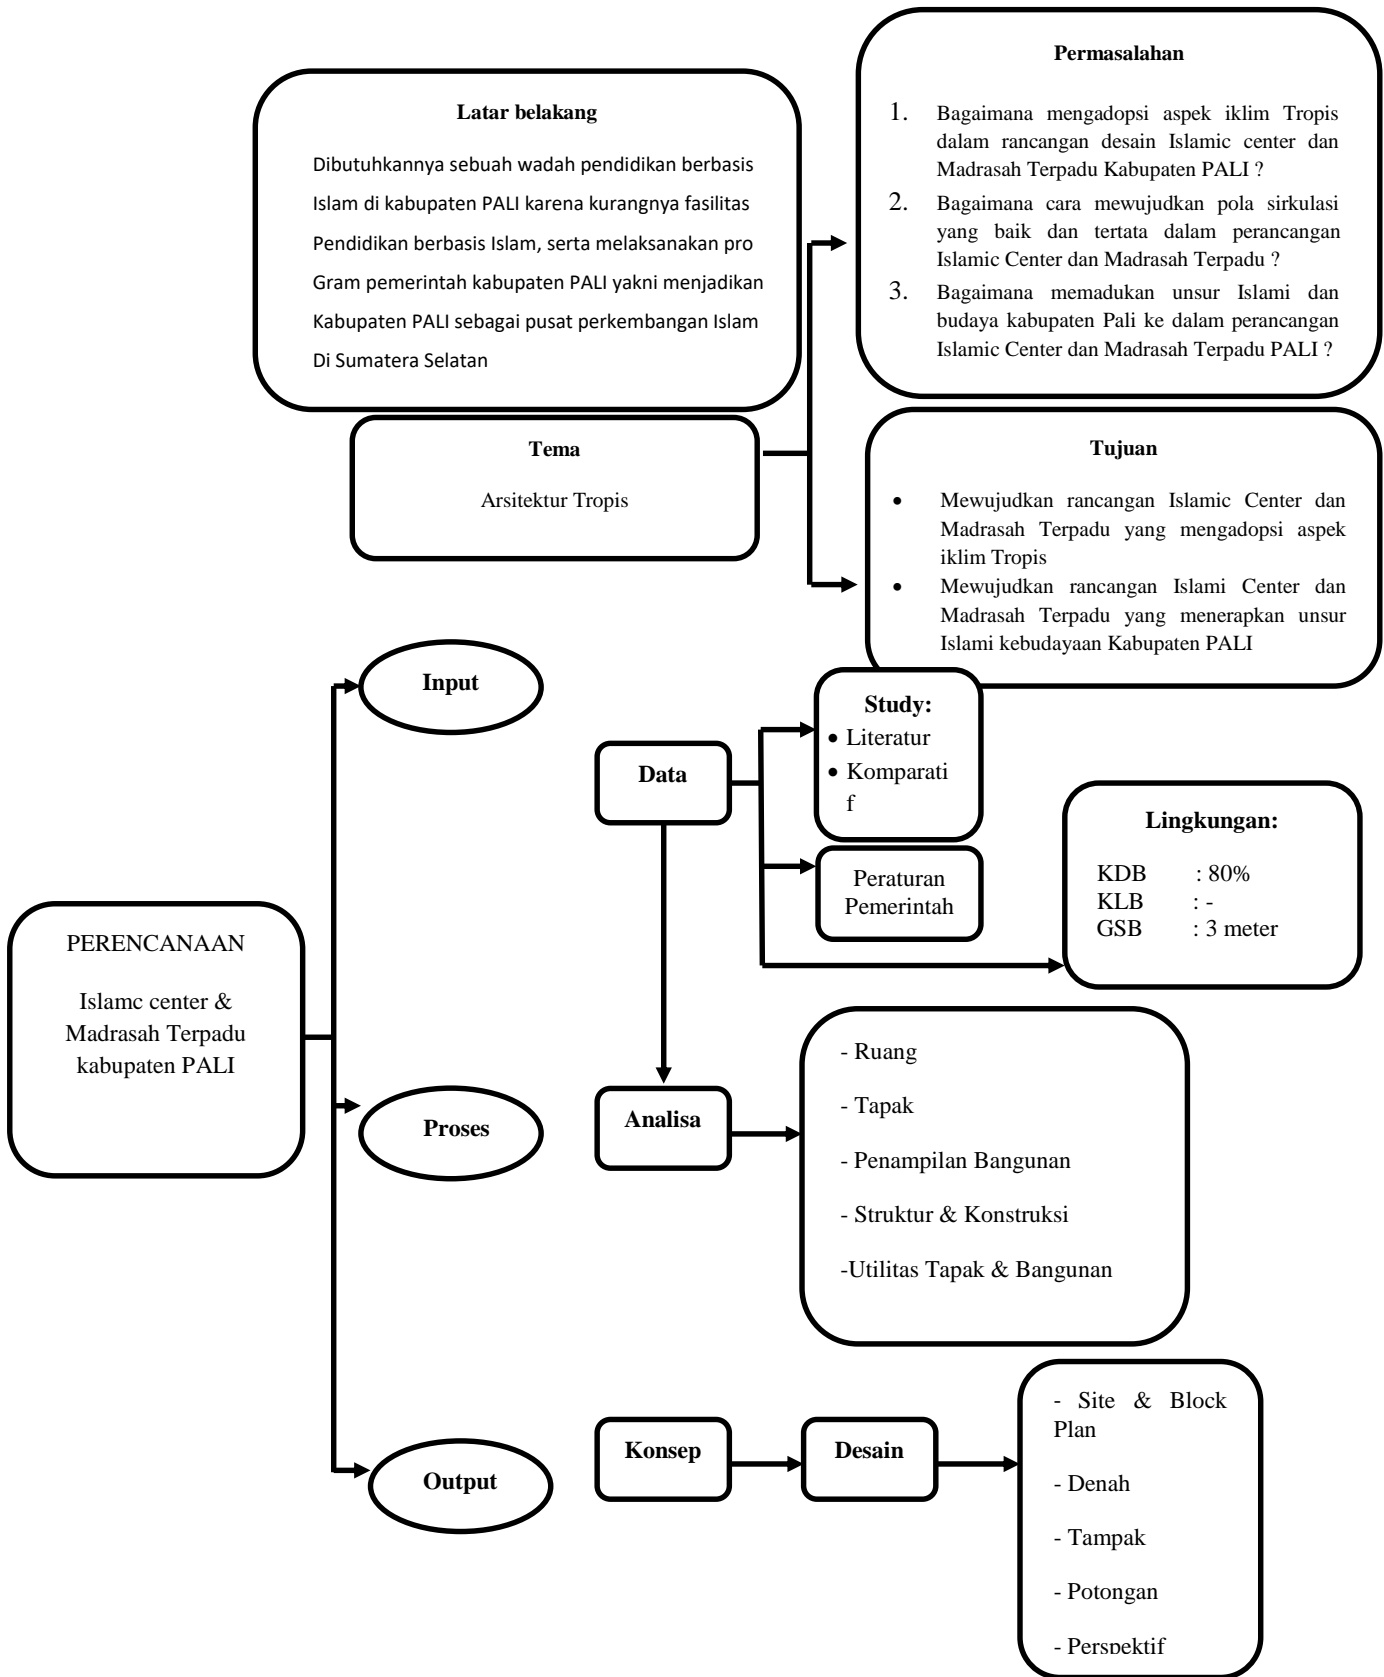 Latar belakang
Dibutuhkannya sebuah wadah pendidikan berbasis
Islam di kabupaten PALI karena kurangnya fasilitas
Pendidikan berbasis Islam, serta melaksanakan pro
Gram pemerintah kabupaten PALI yakni menjadikan
Kabupaten PALI sebagai pusat perkembangan Islam
Di Sumatera Selatan
Permasalahan
1. Bagaimana mengadopsi aspek iklim Tropis
dalam rancangan desain Islamic center dan
Madrasah Terpadu Kabupaten PALI ?
2. Bagaimana cara mewujudkan pola sirkulasi
yang baik dan tertata dalam perancangan
Islamic Center dan Madrasah Terpadu ?
3. Bagaimana memadukan unsur Islami dan
budaya kabupaten Pali ke dalam perancangan
Islamic Center dan Madrasah Terpadu PALI ?
Tema
Arsitektur Tropis
Tujuan
• Mewujudkan rancangan Islamic Center dan
Madrasah Terpadu yang mengadopsi aspek
iklim Tropis
• Mewujudkan rancangan Islami Center dan
Madrasah Terpadu yang menerapkan unsur
Islami kebudayaan Kabupaten PALI
Input
Data
Study:
• Literatur
• Komparati
f
Peraturan
Pemerintah
Lingkungan:
KDB : 80%
KLB : -
GSB : 3 meter
PERENCANAAN
Islamc center &
Madrasah Terpadu
kabupaten PALI
Proses
Analisa
- Ruang
- Tapak
- Penampilan Bangunan
- Struktur & Konstruksi
-Utilitas Tapak & Bangunan
Output
Konsep
Desain
- Site & Block
Plan
- Denah
- Tampak
- Potongan
- Perspektif